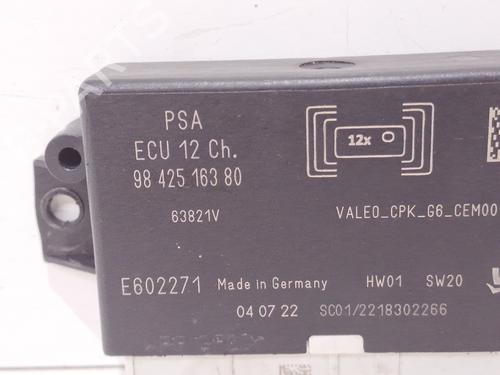 PSA
ECU 12 Ch.
98 425 163 80
12x
63821V
VALEO_CPK_G6_CEM00
E602271 Made in Germany HW01 SW20
04 07 22 SC01/2218302266